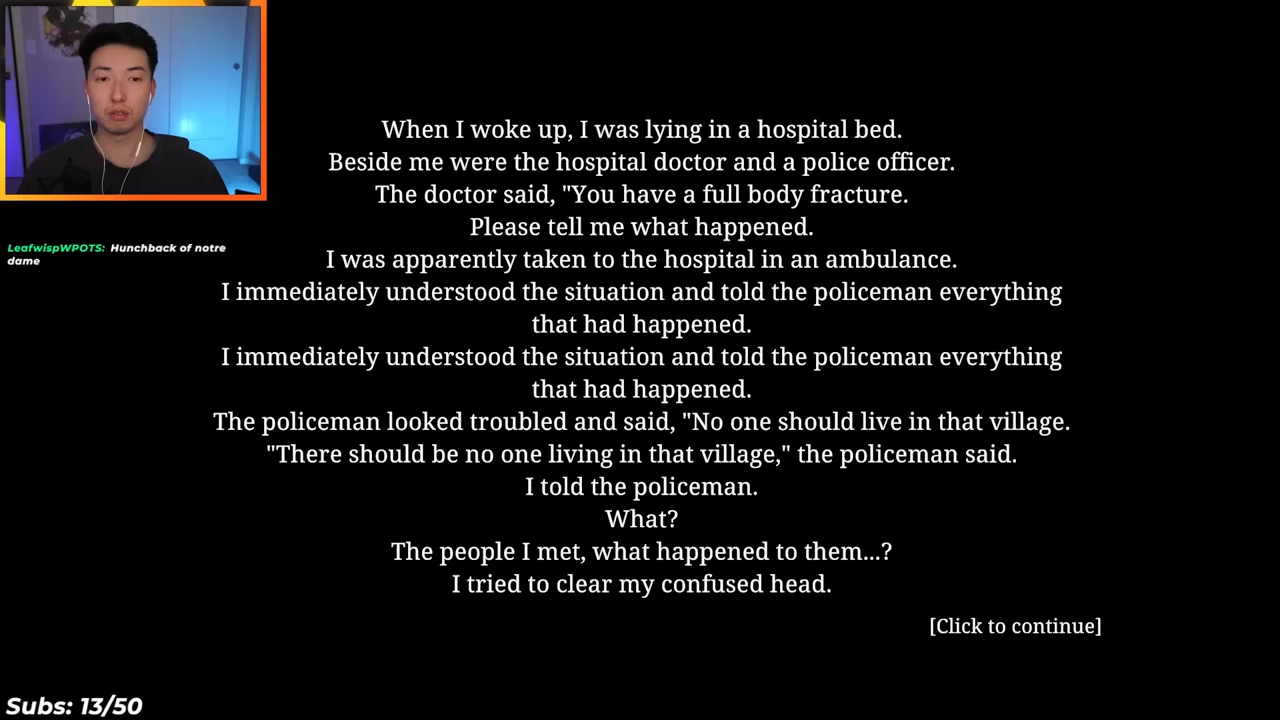 When I woke up, I was lying in a hospital bed.
Beside me were the hospital doctor and a police officer.
The doctor said, "You have a full body fracture.
Please tell me what happened.
I was apparently taken to the hospital in an ambulance.
I immediately understood the situation and told the policeman everything
that had happened.
I immediately understood the situation and told the policeman everything
that had happened.
The policeman looked troubled and said, "No one should live in that village.
"There should be no one living in that village," the policeman said.
I told the policeman.
What?
The people I met, what happened to them...?
I tried to clear my confused head.
[Click to continue]
LeafwispWPOTS: Hunchback of notre
dame
Subs: 13/50